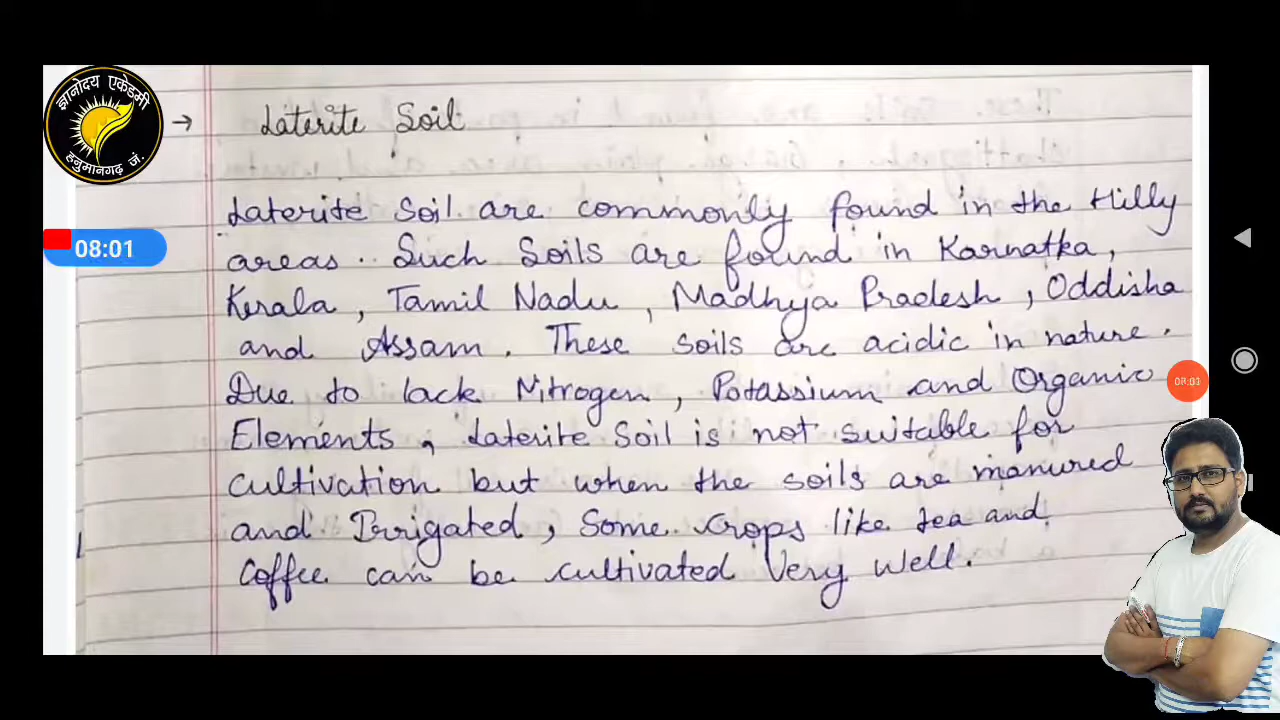 ज्ञानोदय एकेडमी
हनुमानगढ़ जं.
→ Laterite Soil
Laterite Soil are commonly found in the Hilly
areas. Such Soils are found in Karnatka,
Kerala, Tamil Nadu, Madhya Pradesh, Oddisha
and Assam. These soils are acidic in nature.
Due to lack Nitrogen, Potassium and Organic
Elements, Laterite Soil is not suitable for
cultivation but when the soils are manured
and Irrigated, Some crops like tea and
Coffee can be cultivated Very Well.
08:01
08:01